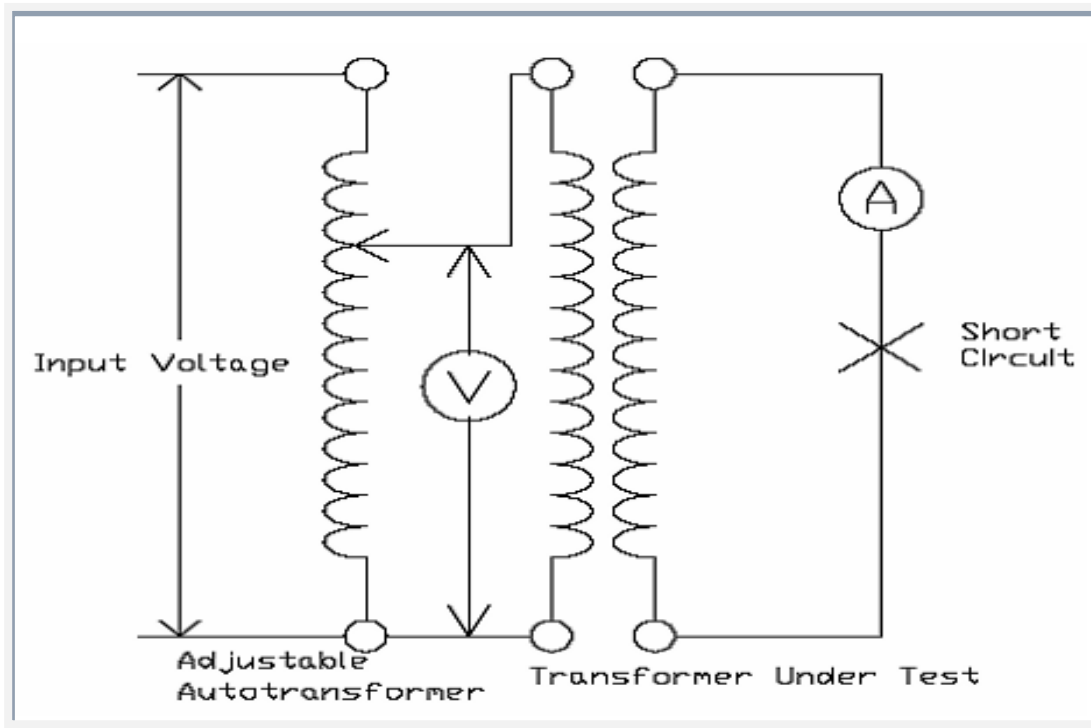 A
Short
Circuit
Input Voltage
V
Adjustable
Autotransformer
Transformer Under Test